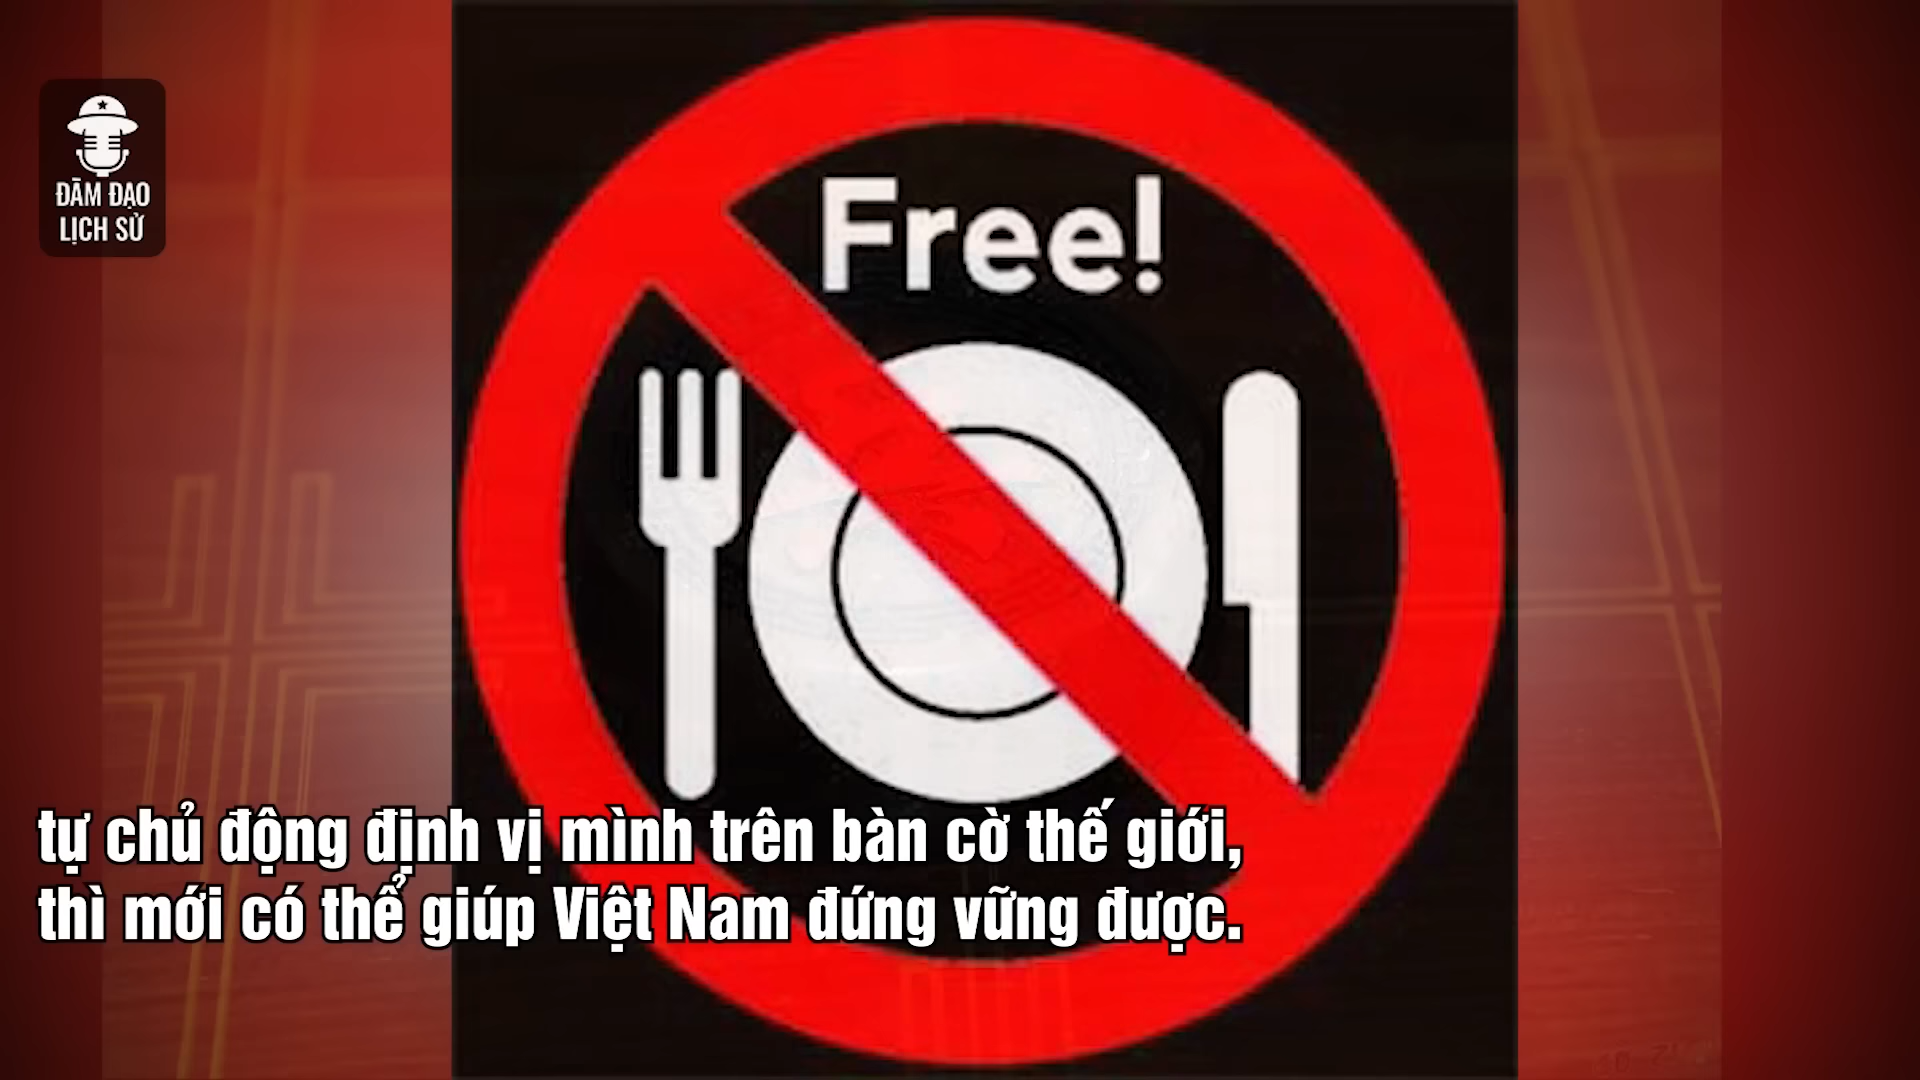 ĐÀM ĐẠO
LỊCH SỬ
Free!
tự chủ động định vị mình trên bàn cờ thế giới,
thì mới có thể giúp Việt Nam đứng vững được.